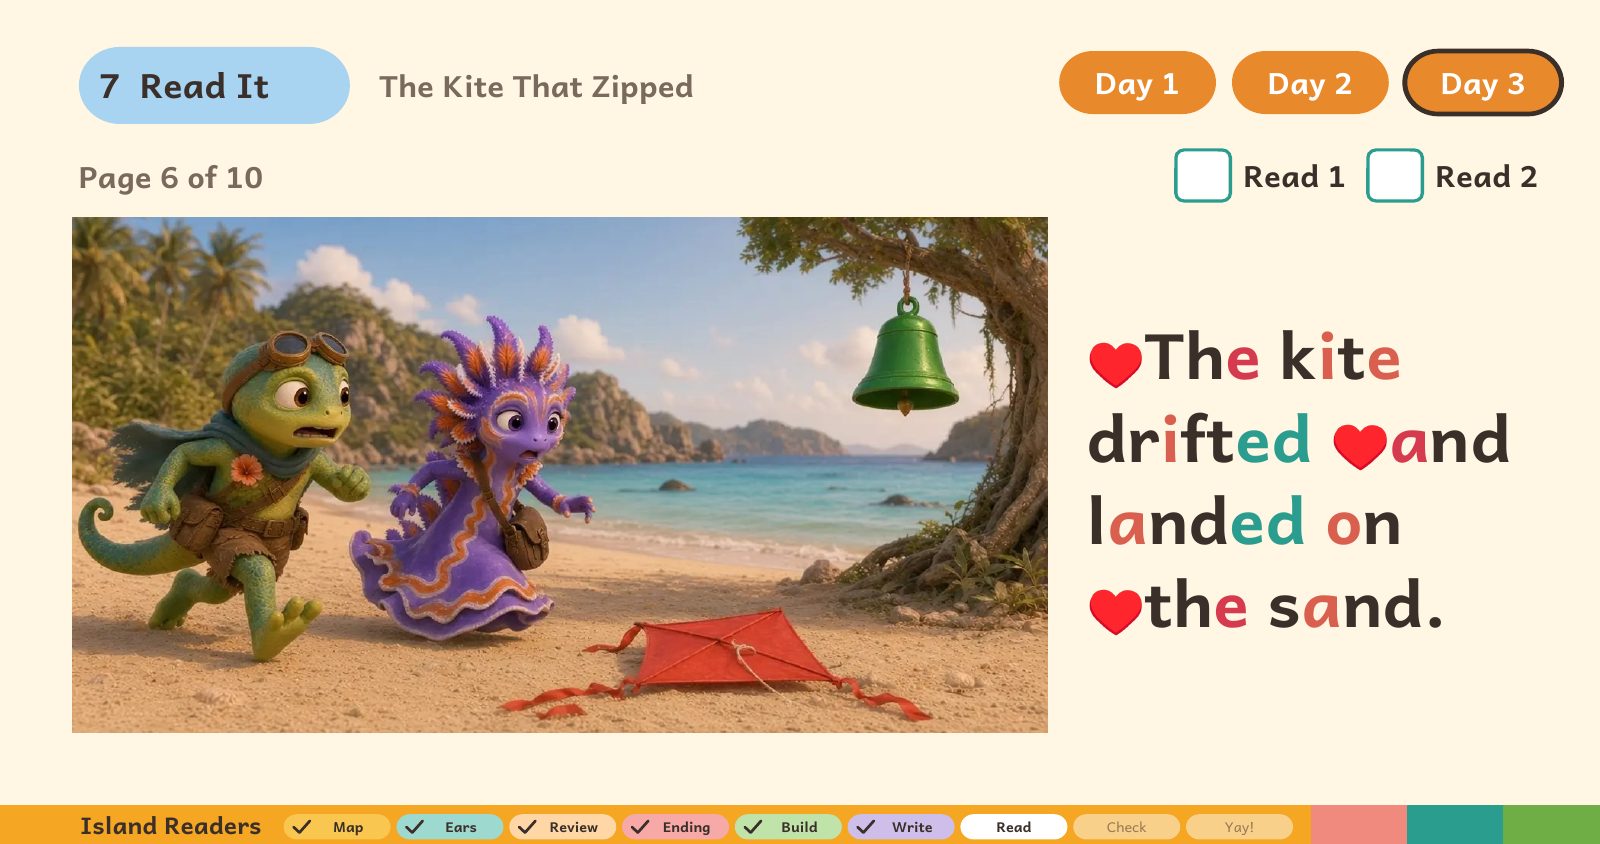 7 Read It
The Kite That Zipped
Day 1
Day 2
Day 3
Page 6 of 10
Read 1
Read 2
The kite
drifted and
landed on
the sand.
Island Readers
Map
Ears
Review
Ending
Build
Write
Read
Check
Yay!